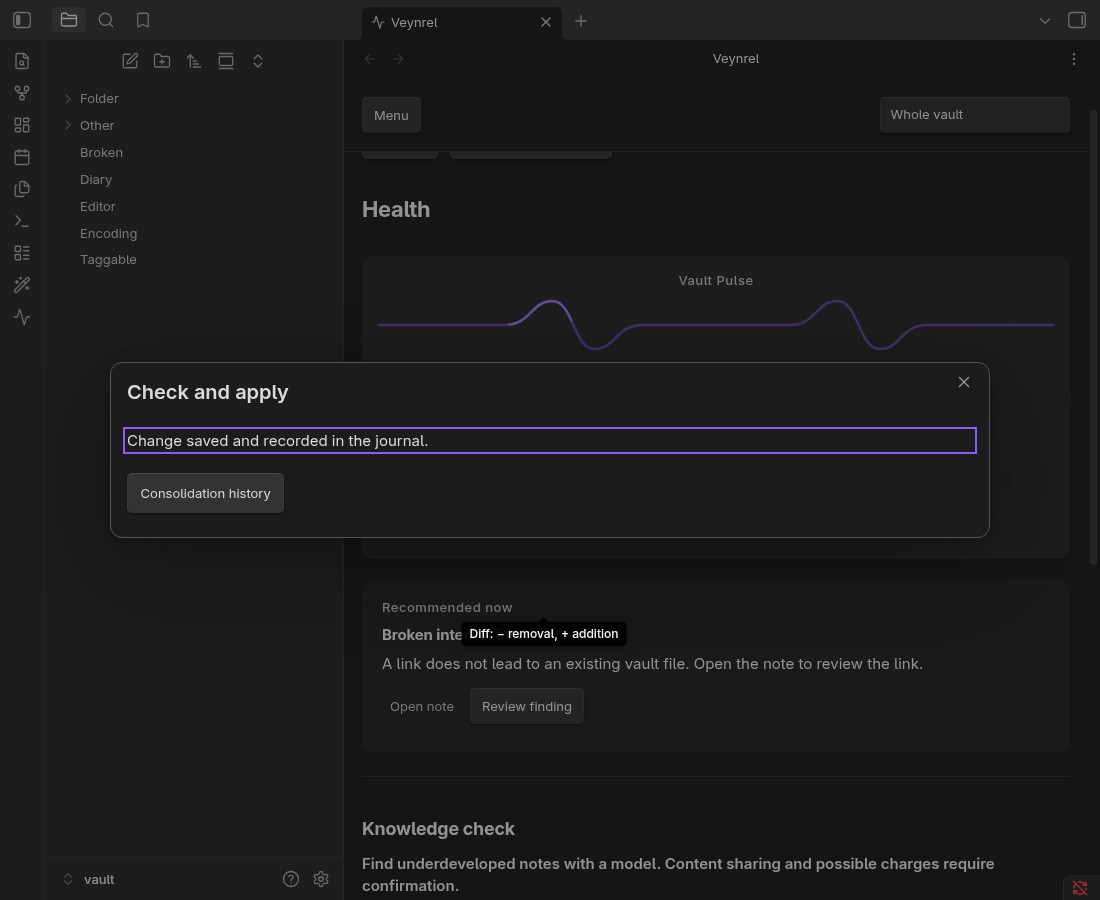 Veynrel
Veynrel
Menu
Whole vault
Folder
Other
Broken
Diary
Editor
Encoding
Taggable
Health
Vault Pulse
Check and apply
Change saved and recorded in the journal.
Consolidation history
Recommended now
Broken
Diff: − removal, + addition
A link does not lead to an existing vault file. Open the note to review the link.
Open note
Review finding
Knowledge check
Find underdeveloped notes with a model. Content sharing and possible charges require
confirmation.
vault